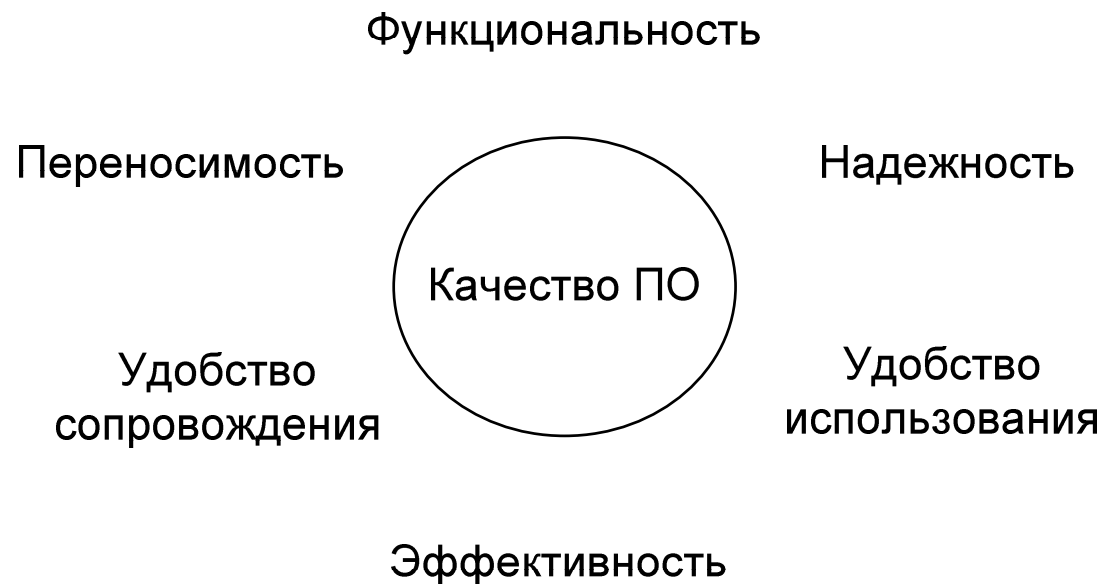 Функциональность
Переносимость
Надежность
Качество ПО
Удобство
сопровождения
Удобство
использования
Эффективность